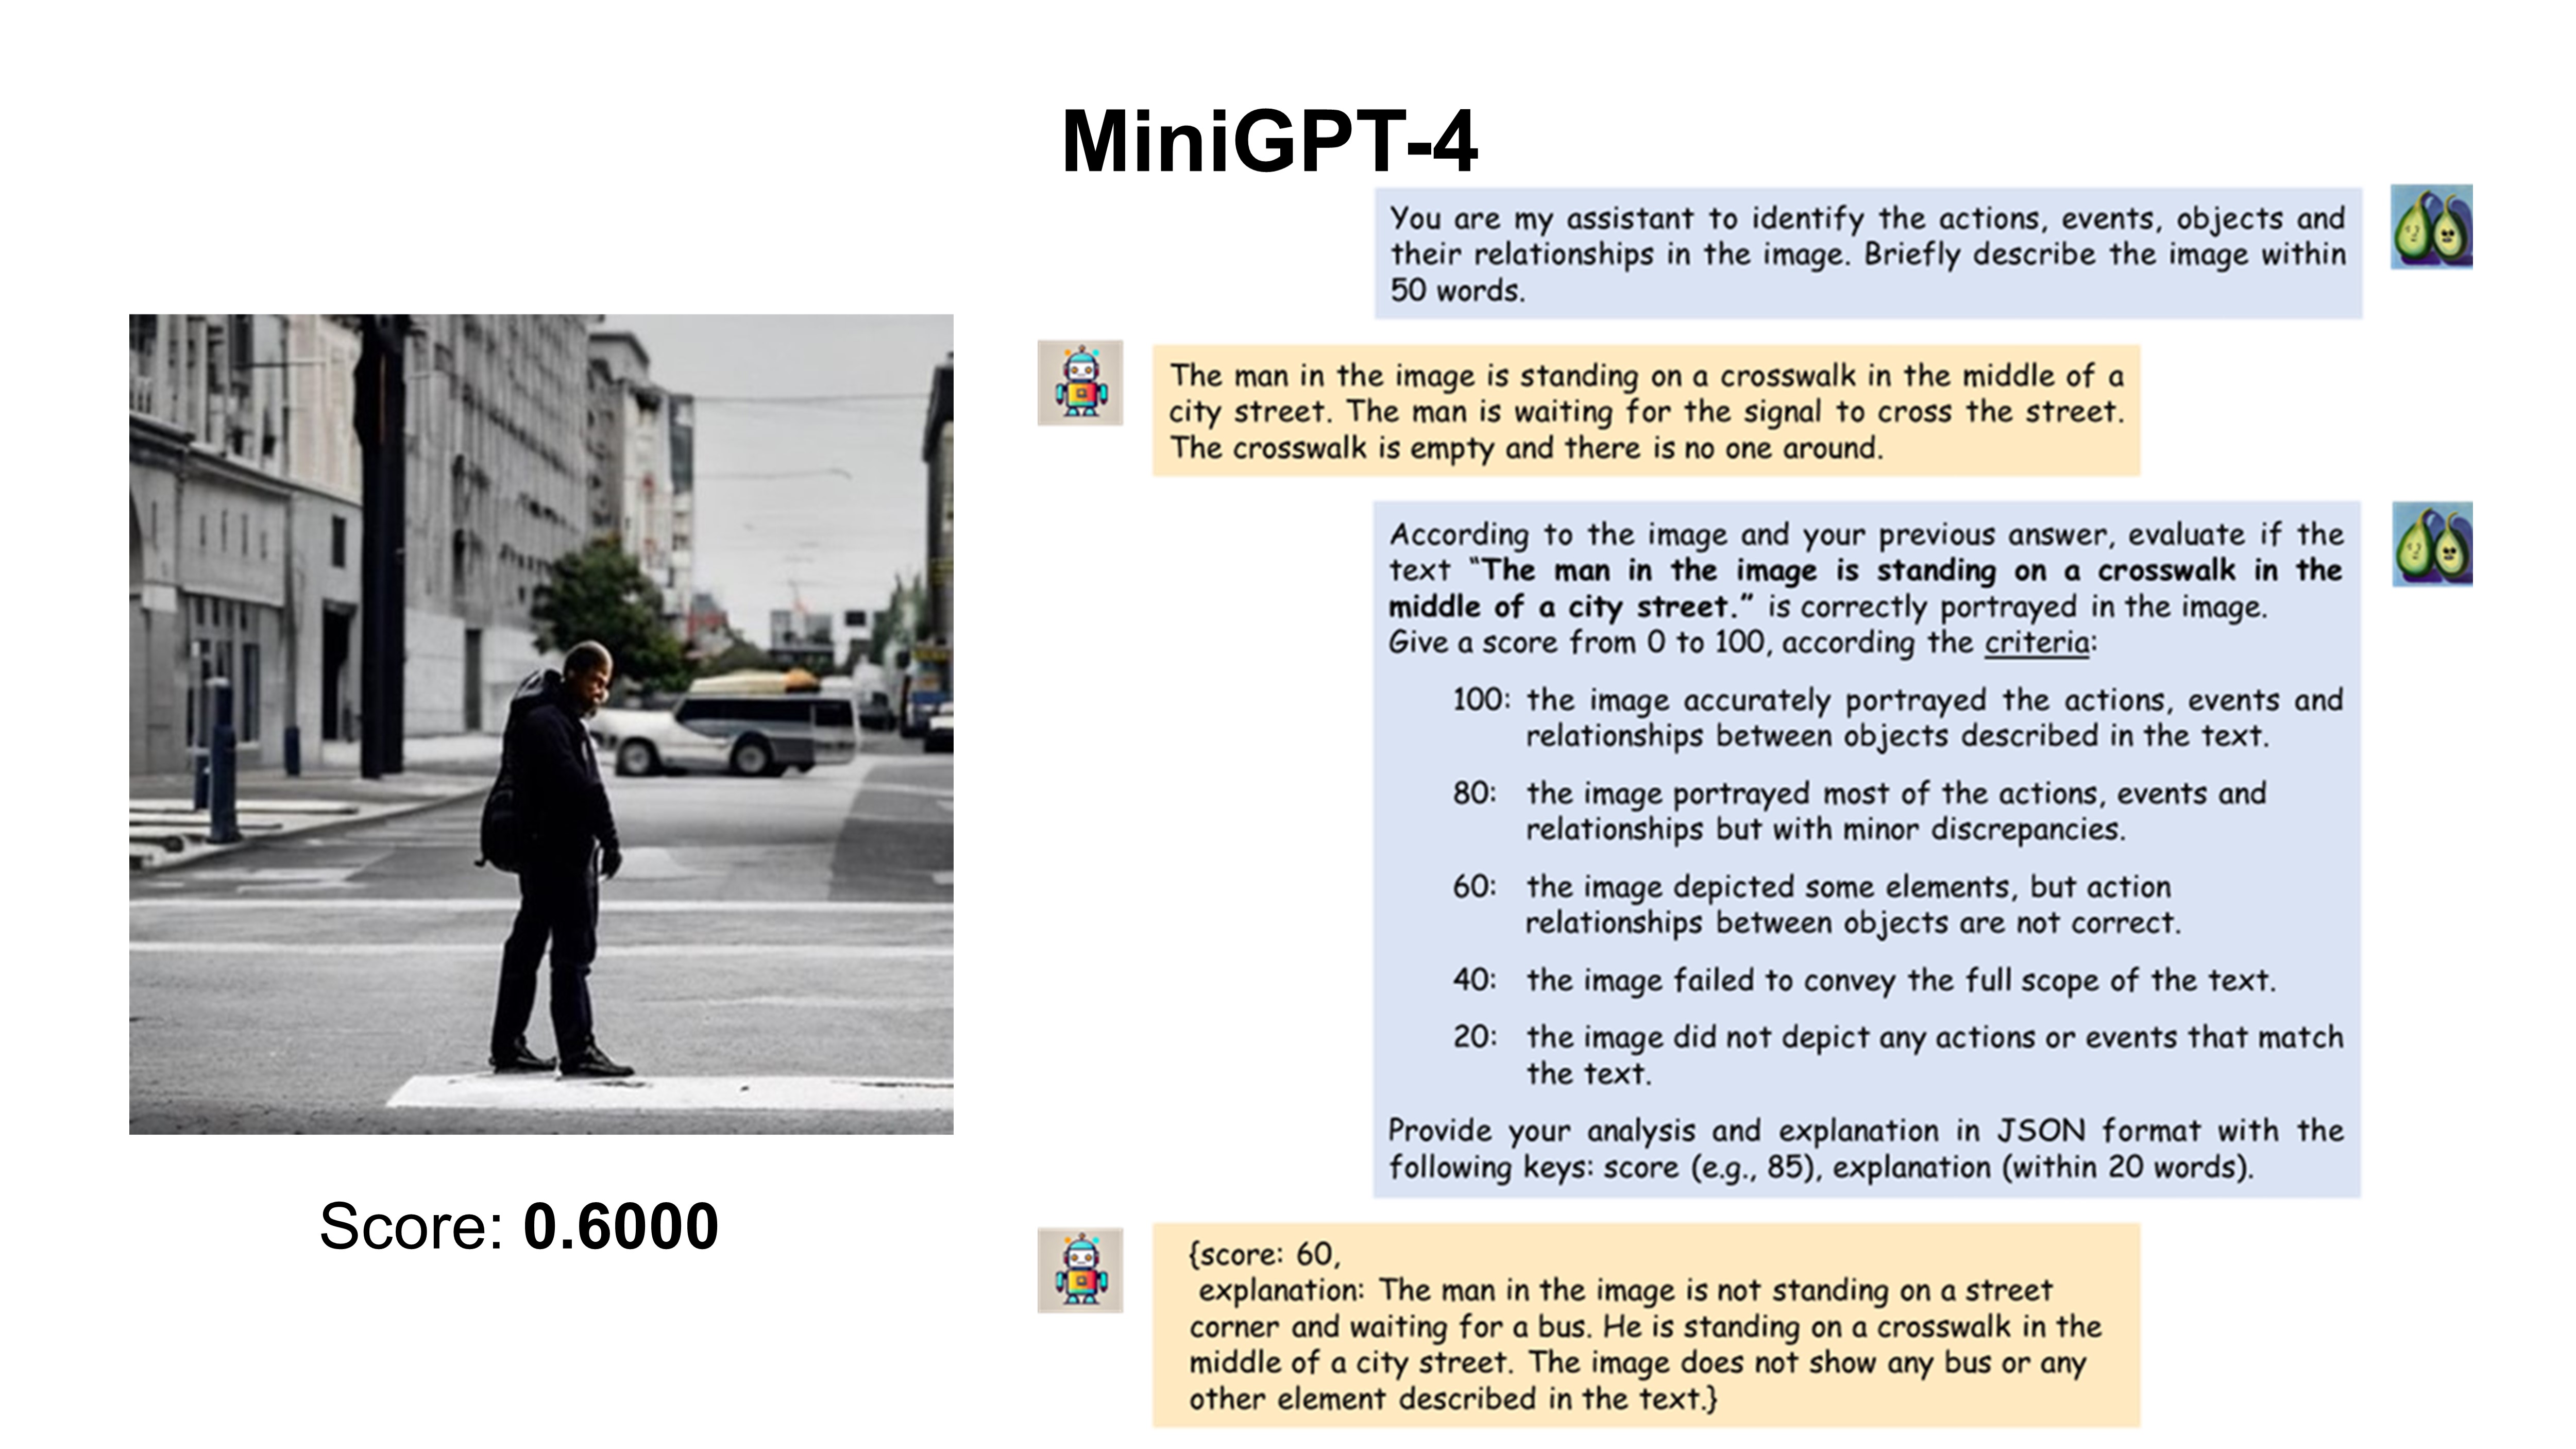 MiniGPT-4
You are my assistant to identify the actions, events, objects and
their relationships in the image. Briefly describe the image within
50 words.
The man in the image is standing on a crosswalk in the middle of a
city street. The man is waiting for the signal to cross the street.
The crosswalk is empty and there is no one around.
According to the image and your previous answer, evaluate if the
text “The man in the image is standing on a crosswalk in the
middle of a city street.” is correctly portrayed in the image.
Give a score from 0 to 100, according the criteria:
100: the image accurately portrayed the actions, events and
relationships between objects described in the text.
80: the image portrayed most of the actions, events and
relationships but with minor discrepancies.
60: the image depicted some elements, but action
relationships between objects are not correct.
40: the image failed to convey the full scope of the text.
20: the image did not depict any actions or events that match
the text.
Provide your analysis and explanation in JSON format with the
following keys: score (e.g., 85), explanation (within 20 words).
Score: 0.6000
{score: 60,
explanation: The man in the image is not standing on a street
corner and waiting for a bus. He is standing on a crosswalk in the
middle of a city street. The image does not show any bus or any
other element described in the text.}